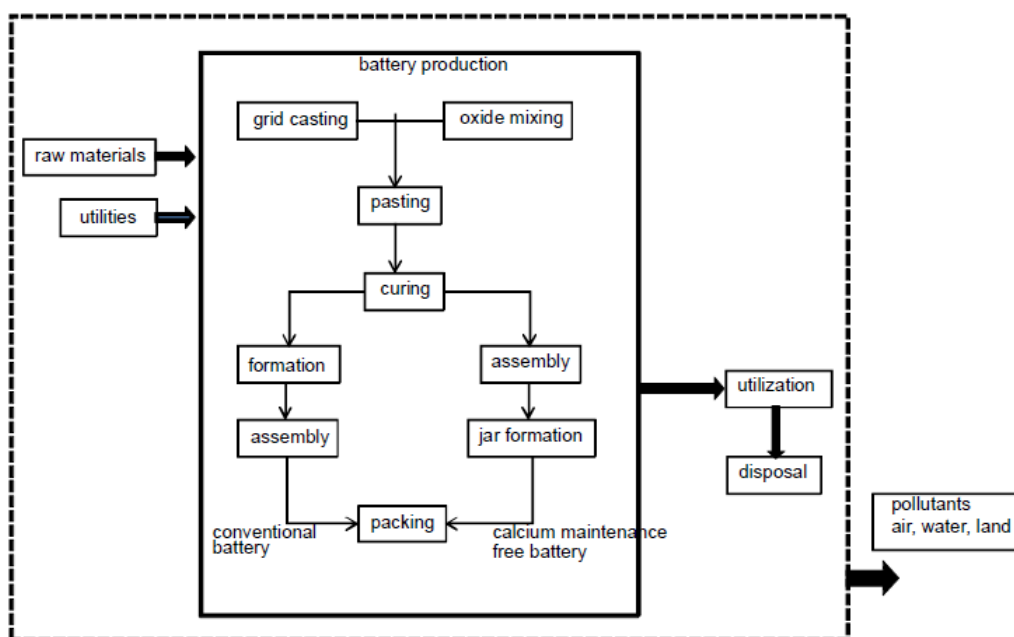 battery production
grid casting
oxide mixing
raw materials
pasting
utilities
curing
formation
assembly
utilization
assembly
jar formation
disposal
packing
conventional
battery
calcium maintenance
free battery
pollutants
air, water, land